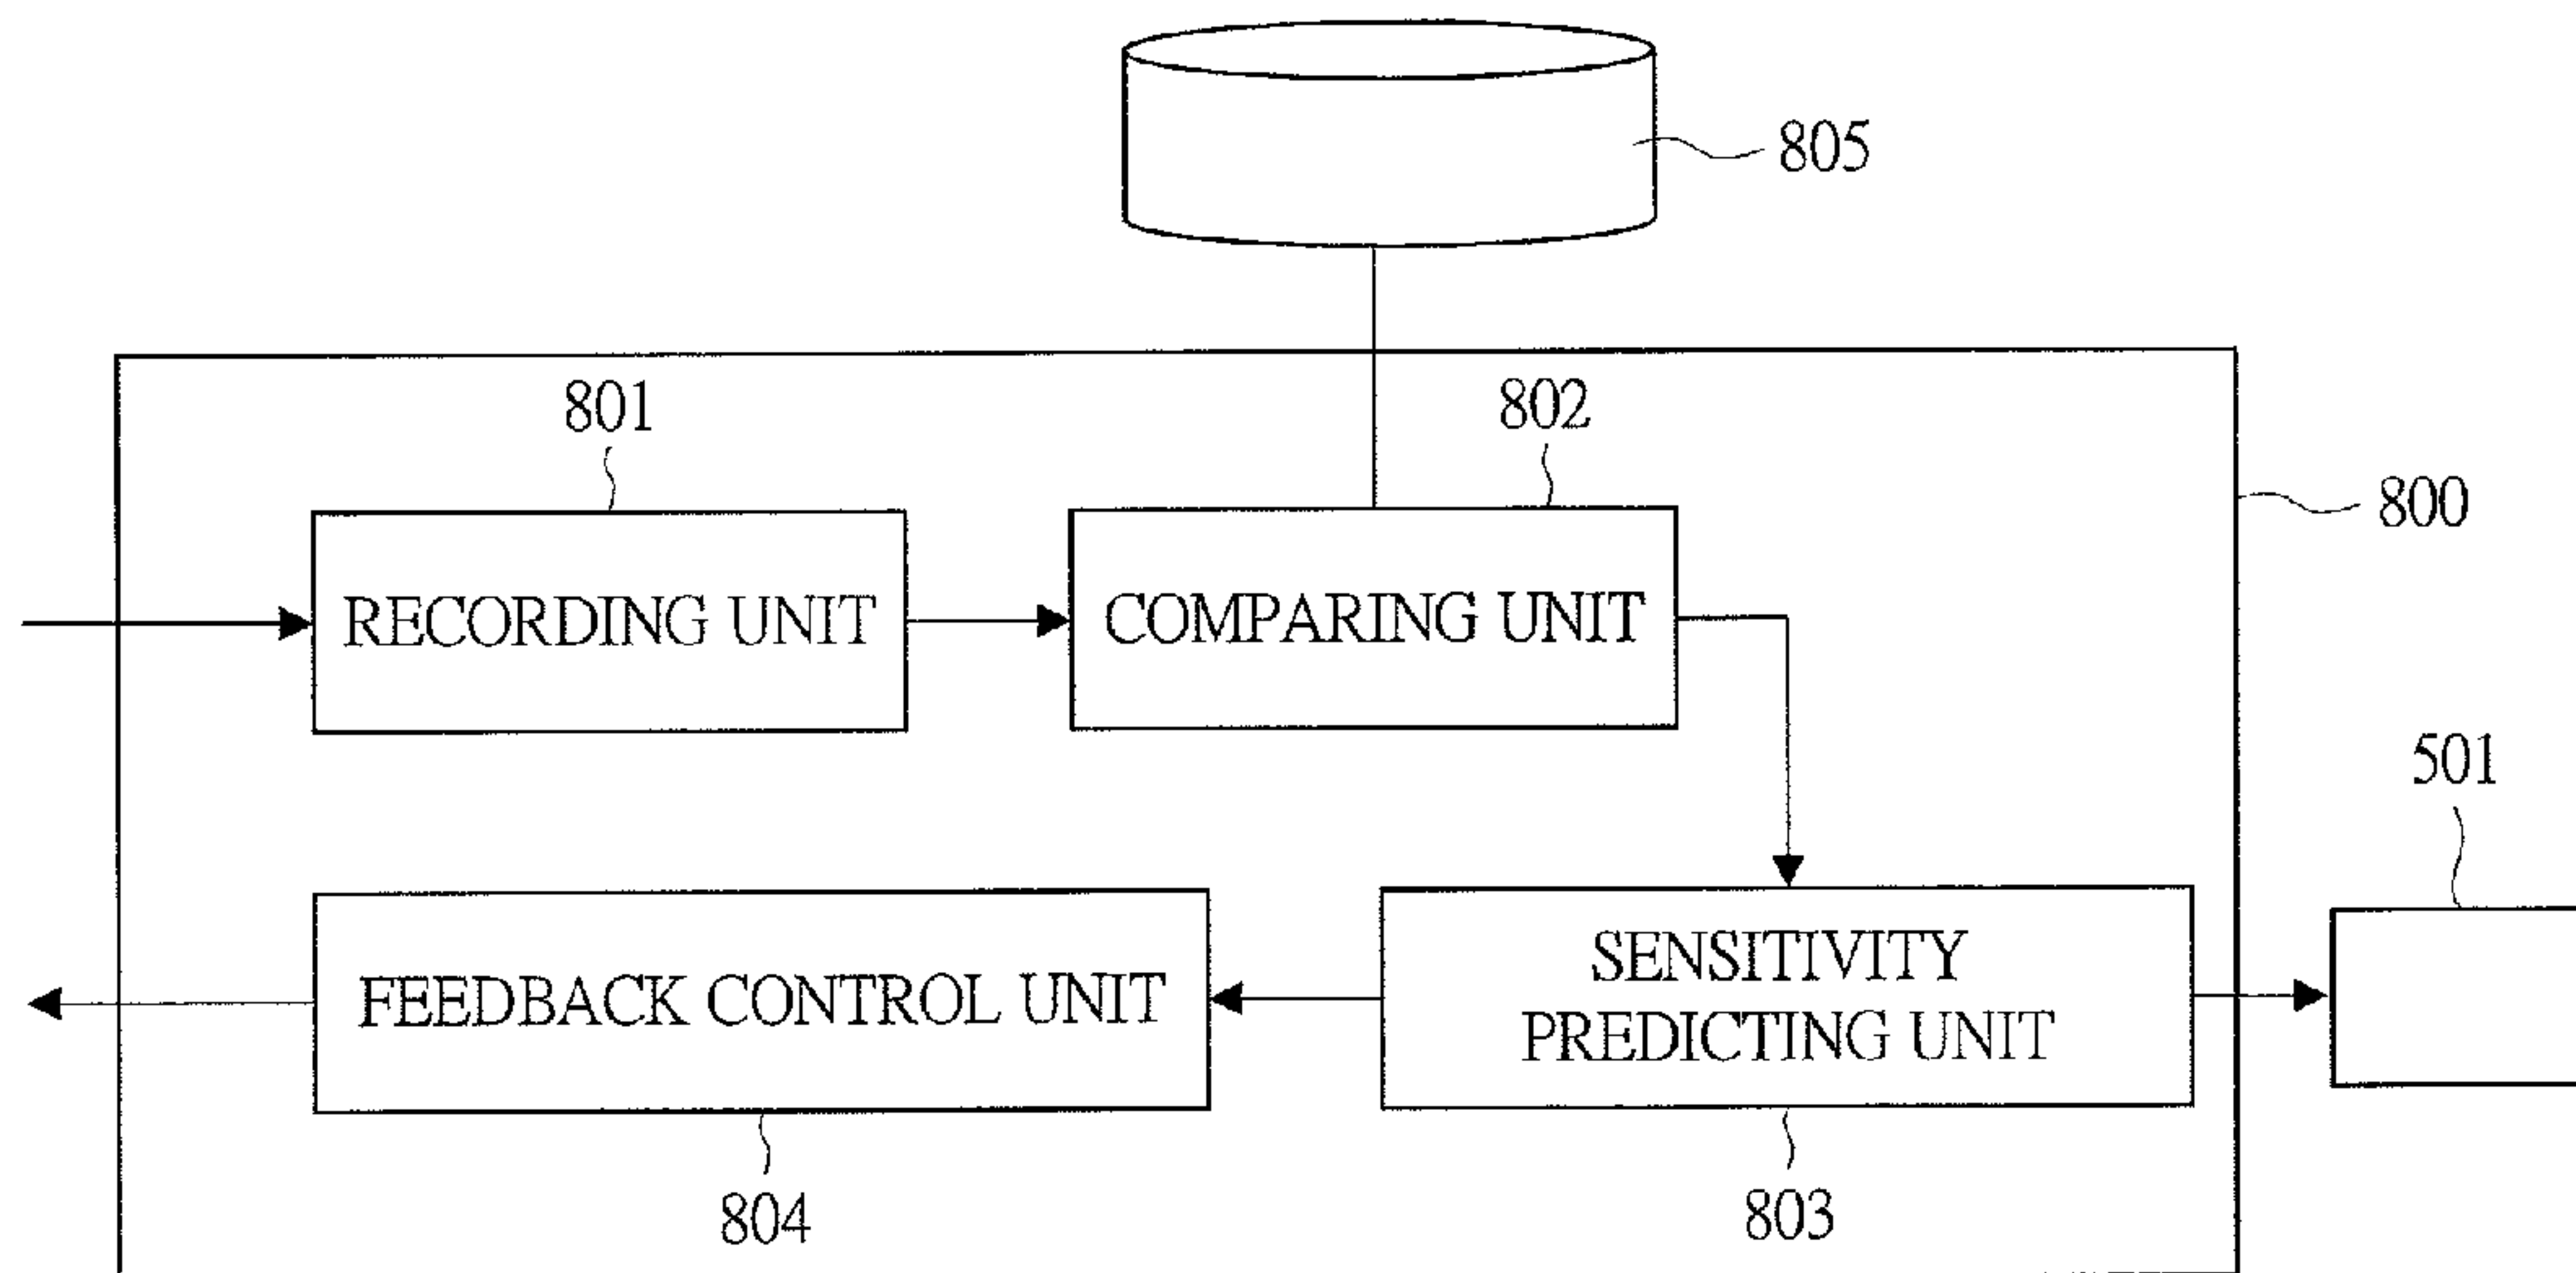 805
801
802
800
RECORDING UNIT
COMPARING UNIT
501
FEEDBACK CONTROL UNIT
SENSITIVITY
PREDICTING UNIT
804
803